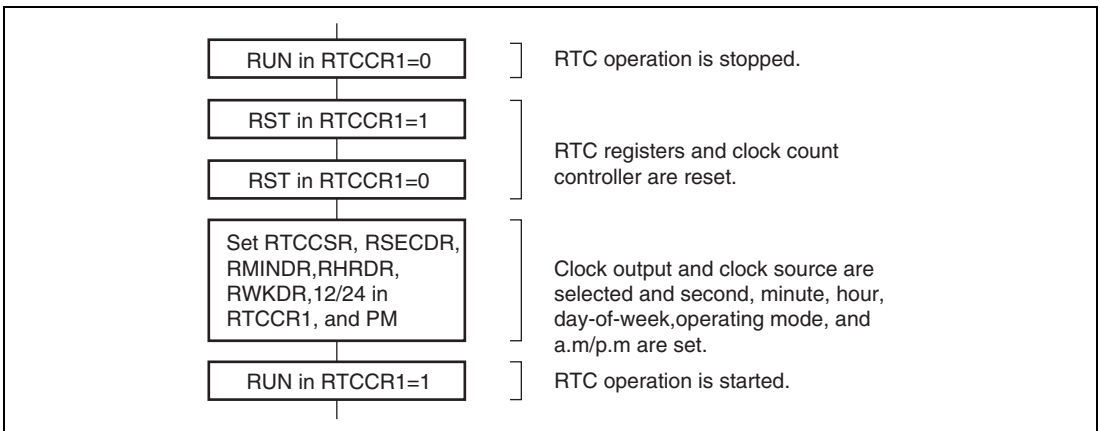 RUN in RTCCR1=0
RTC operation is stopped.
RST in RTCCR1=1
RST in RTCCR1=0
RTC registers and clock count
controller are reset.
Set RTCCSR, RSECDR,
RMINDR,RHRDR,
RWKDR,12/24 in
RTCCR1, and PM
Clock output and clock source are
selected and second, minute, hour,
day-of-week,operating mode, and
a.m/p.m are set.
RUN in RTCCR1=1
RTC operation is started.